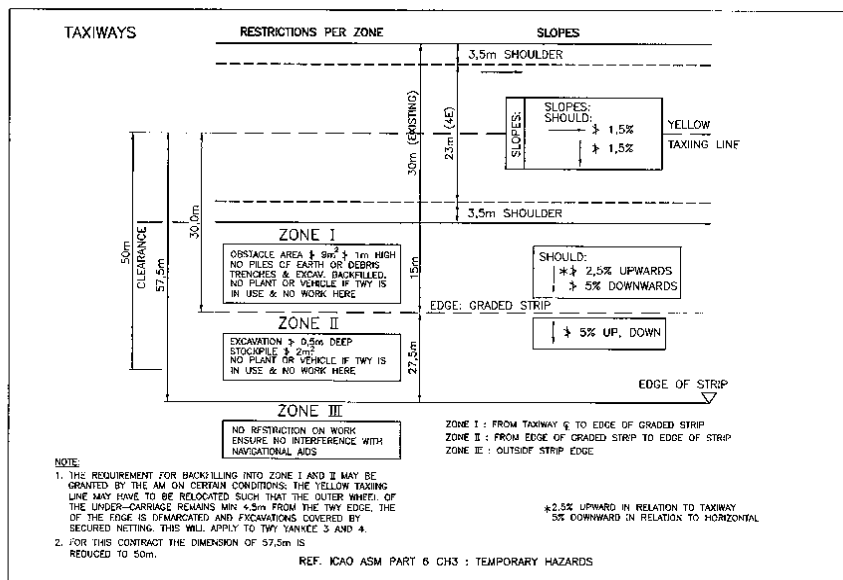 TAXIWAYS
RESTRICTIONS PER ZONE
SLOPES
3,5m SHOULDER
30m (EXISTING)
23m (4E)
SLOPES:
SLOPES:
SHOULD:
≯ 1,5%
≯ 1,5%
YELLOW
TAXIING LINE
3,5m SHOULDER
50m
CLEARANCE
57,5m
30,0m
15m
27,5m
ZONE I
OBSTACLE AREA ≯ 9m² ≯ 1m HIGH
NO PILES OF EARTH OR DEBRIS
TRENCHES & EXCAV. BACKFILLED.
NO PLANT OR VEHICLE IF TWY IS
IN USE & NO WORK HERE
SHOULD:
*≯ 2,5% UPWARDS
≯ 5% DOWNWARDS
EDGE: GRADED STRIP
ZONE II
EXCAVATION ≯ 0,5m DEEP
STOCKPILE ≯ 2m²
NO PLANT OR VEHICLE IF TWY IS
IN USE & NO WORK HERE
≯ 5% UP, DOWN
EDGE OF STRIP
ZONE III
NO RESTRICTION ON WORK
ENSURE NO INTERFERENCE WITH
NAVIGATIONAL AIDS
ZONE I : FROM TAXIWAY ℄ TO EDGE OF GRADED STRIP
ZONE II : FROM EDGE OF GRADED STRIP TO EDGE OF STRIP
ZONE III : OUTSIDE STRIP EDGE
NOTE:
1. THE REQUIREMENT FOR BACKFILLING INTO ZONE I AND II MAY BE
GRANTED BY THE AM ON CERTAIN CONDITIONS: THE YELLOW TAXIING
LINE MAY HAVE TO BE RELOCATED SUCH THAT THE OUTER WHEEL OF
THE UNDER-CARRIAGE REMAINS MIN 4,5m FROM THE TWY EDGE, THE
OF THE EDGE IS DEMARCATED AND EXCAVATIONS COVERED BY
SECURED NETTING. THIS WILL APPLY TO TWY YANKEE 3 AND 4.
2. FOR THIS CONTRACT THE DIMENSION OF 57,5m IS
REDUCED TO 50m.
*2,5% UPWARD IN RELATION TO TAXIWAY
5% DOWNWARD IN RELATION TO HORIZONTAL
REF. ICAO ASM PART 6 CH3 : TEMPORARY HAZARDS